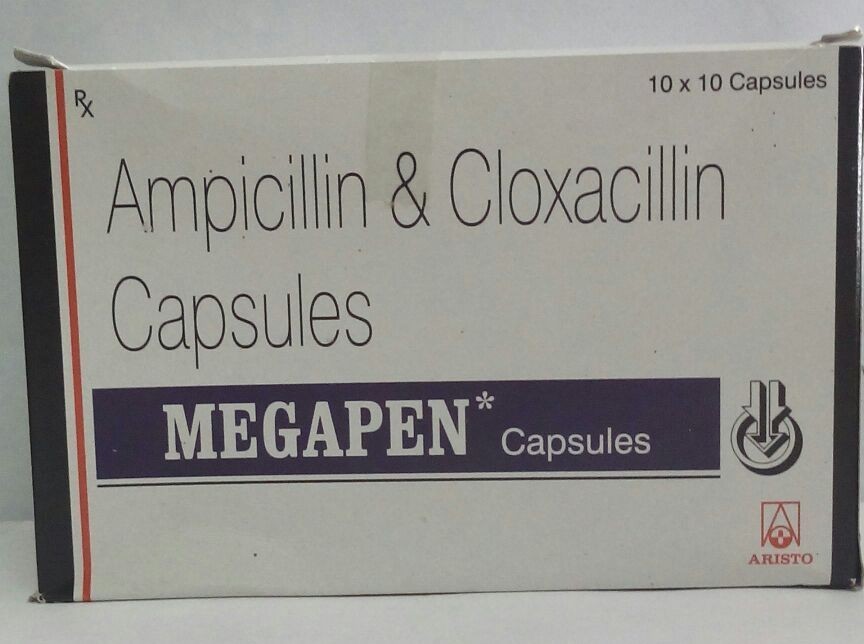 Rx
10 x 10 Capsules
Ampicillin & Cloxacillin
Capsules
MEGAPEN* Capsules
ARISTO